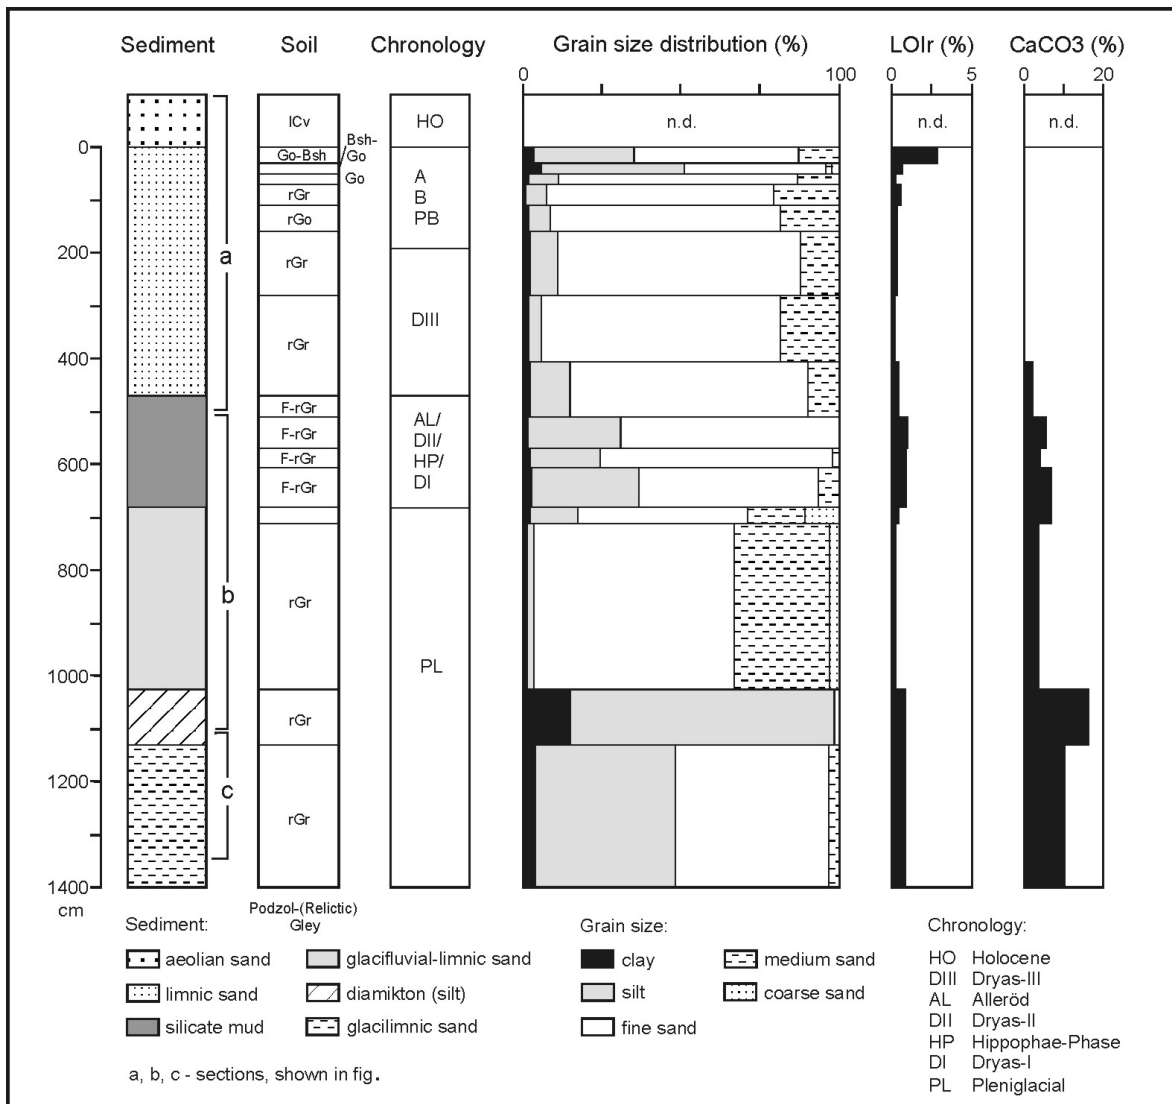 Sediment Soil Chronology Grain size distribution (%) LOIr (%) CaCO3 (%)
0 100 0 5 0 20
ICv HO n.d. n.d. n.d.
Bsh-
0 Go-Bsh Go
Go
A
rGr B
rGo PB
200 a rGr
DIII
rGr
400
F-rGr AL/
F-rGr DII/
600 F-rGr HP/
F-rGr DI
800
b rGr
1000 PL
rGr
1200 c
rGr
1400
cm
Podzol-(Relictic)
Gley
Sediment: Grain size: Chronology:
aeolian sand glacifluvial-limnic sand clay medium sand HO Holocene
limnic sand diamikton (silt) silt coarse sand DIII Dryas-III
silicate mud glacilimnic sand fine sand AL Alleröd
DII Dryas-II
HP Hippophae-Phase
DI Dryas-I
PL Pleniglacial
a, b, c - sections, shown in fig.